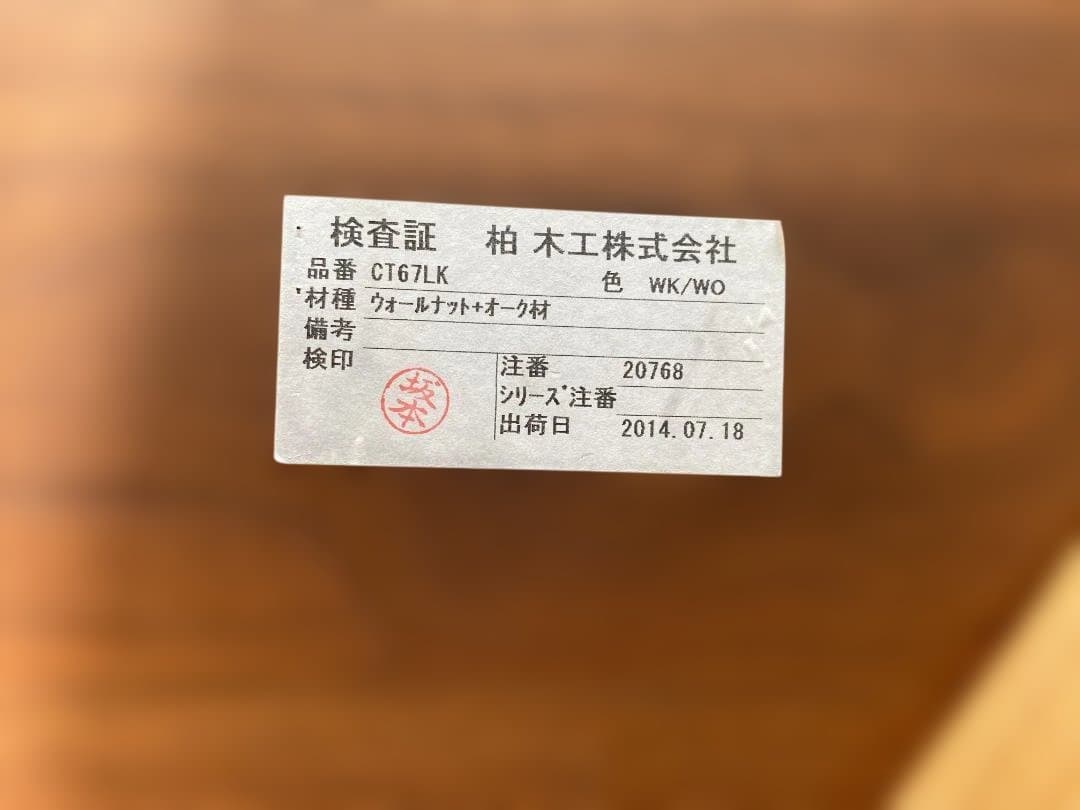 検査証 柏木工株式会社
品番 CT67LK 色 WK/WO
材種 ウォールナット+オーク材
備考
検印 坂本
注番 20768
シリーズ注番
出荷日 2014.07.18